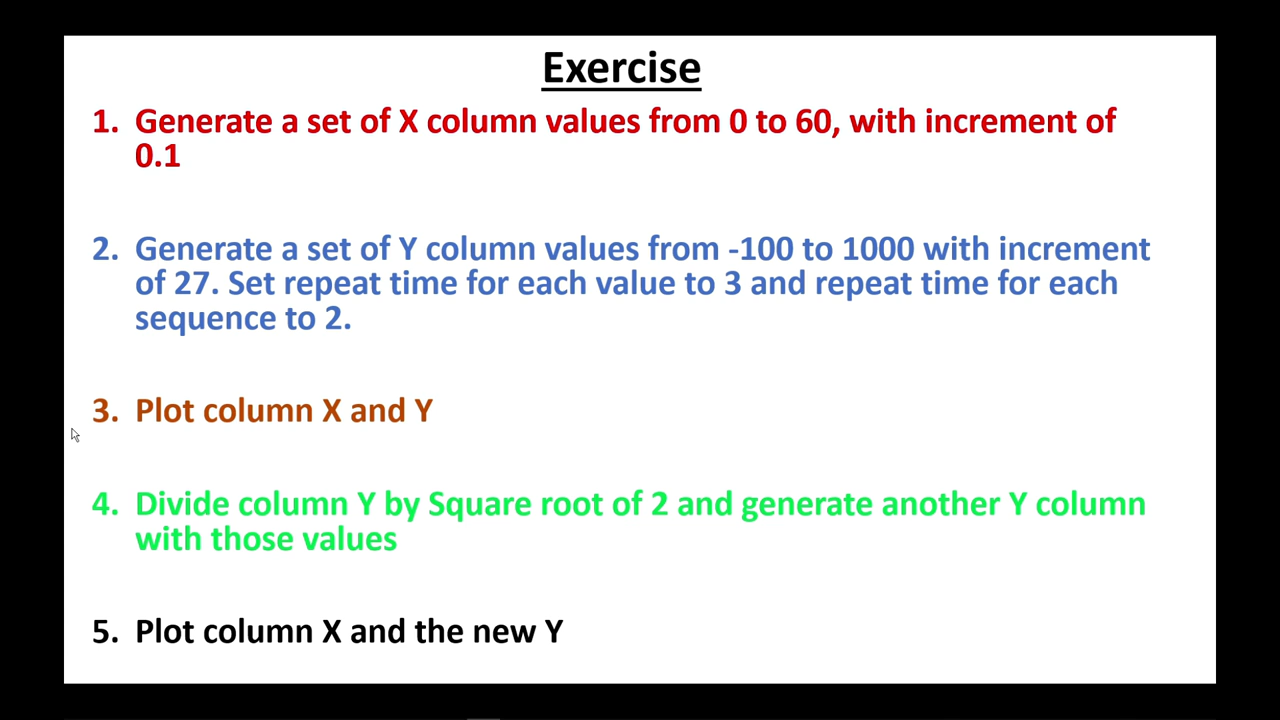 Exercise
1. Generate a set of X column values from 0 to 60, with increment of
0.1
2. Generate a set of Y column values from -100 to 1000 with increment
of 27. Set repeat time for each value to 3 and repeat time for each
sequence to 2.
3. Plot column X and Y
4. Divide column Y by Square root of 2 and generate another Y column
with those values
5. Plot column X and the new Y